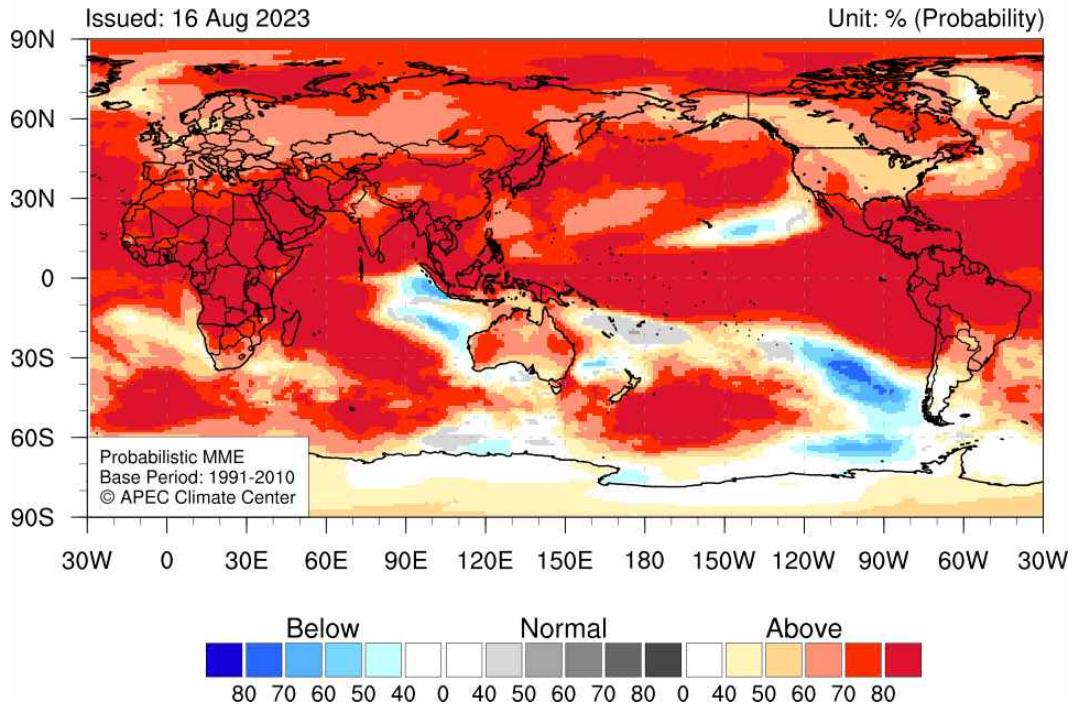 Issued: 16 Aug 2023 Unit: % (Probability)
90N
60N
30N
0
30S
60S
90S
Probabilistic MME
Base Period: 1991-2010
© APEC Climate Center
30W 0 30E 60E 90E 120E 150E 180 150W 120W 90W 60W 30W
Below Normal Above
80 70 60 50 40 0 40 50 60 70 80 0 40 50 60 70 80